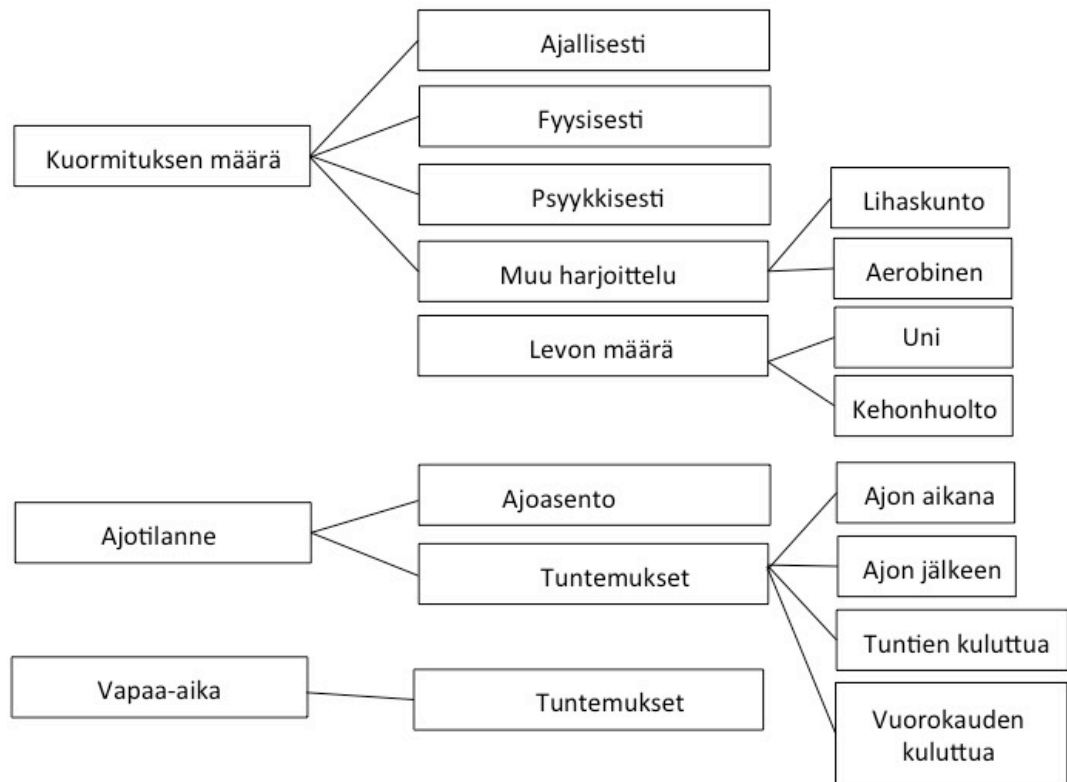 Kuormituksen määrä
Ajallisesti
Fyysisesti
Psyykkisesti
Muu harjoittelu
Lihaskunto
Aerobinen
Levon määrä
Uni
Kehonhuolto
Ajotilanne
Ajoasento
Tuntemukset
Ajon aikana
Ajon jälkeen
Tuntien kuluttua
Vuorokauden
kuluttua
Vapaa-aika
Tuntemukset